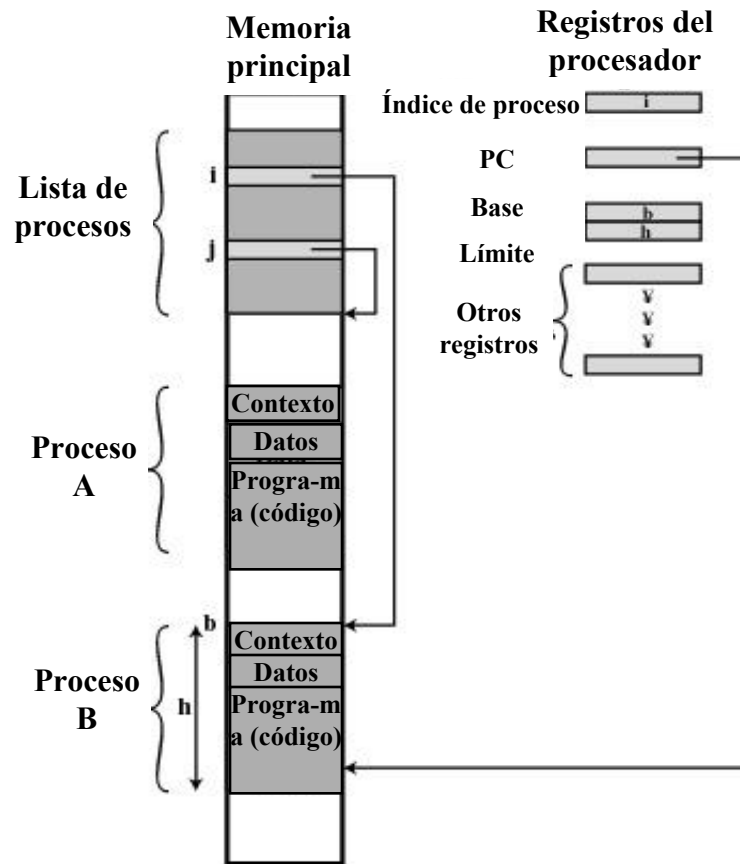 Memoria
principal
Registros del
procesador
Índice de proceso
i
PC
Base
b
h
Límite
Otros
registros
¥
¥
¥
Lista de
procesos
i
j
Proceso
A
Contexto
Datos
Progra-m
a (código)
Proceso
B
b
h
Contexto
Datos
Progra-m
a (código)